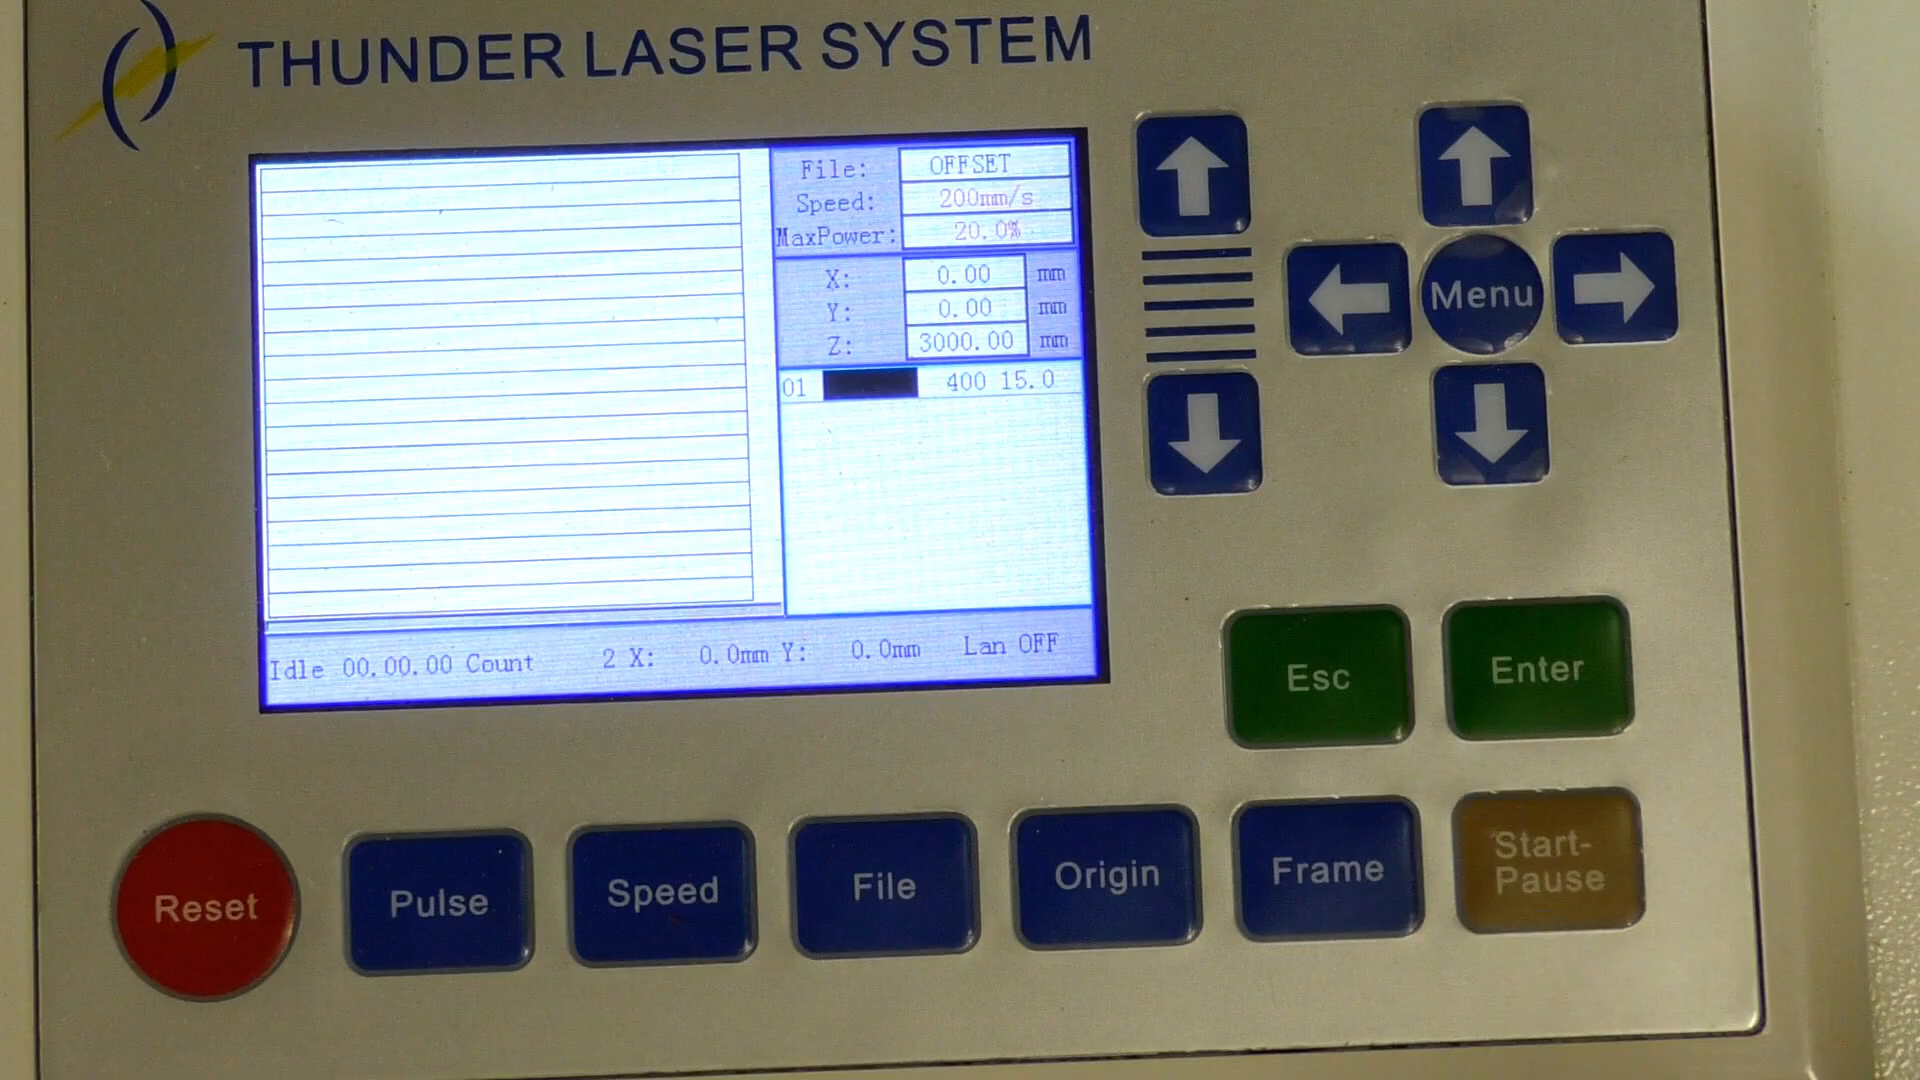 THUNDER LASER SYSTEM
File: OFFSET
Speed: 200mm/s
MaxPower: 20.0%
X: 0.00 mm
Y: 0.00 mm
Z: 3000.00 mm
01 400 15.0
Idle 00.00.00 Count 2 X: 0.0mm Y: 0.0mm Lan OFF
Menu
Esc Enter
Reset Pulse Speed File Origin Frame Start-
Pause